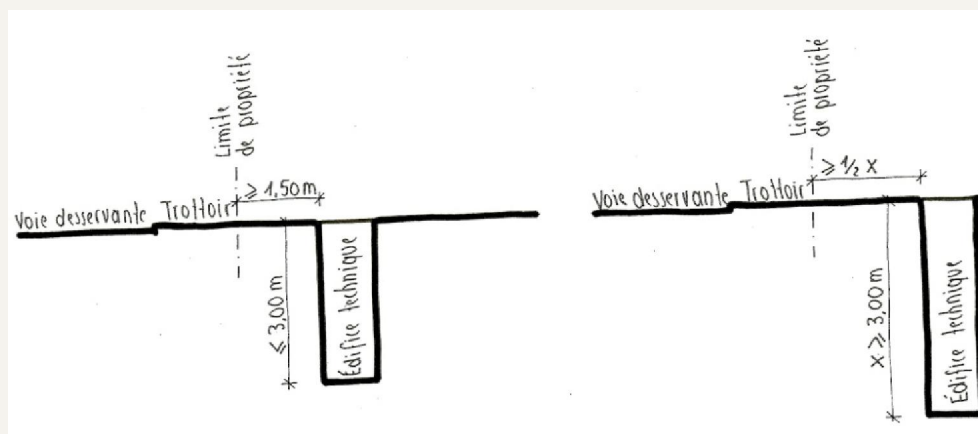 Limite
de propriété
≥ 1,50 m
Voie desservante Trottoir
≤ 3,00 m
Édifice technique
Limite
de propriété
≥ 1/2 x
Voie desservante Trottoir
x ≥ 3,00 m
Édifice technique